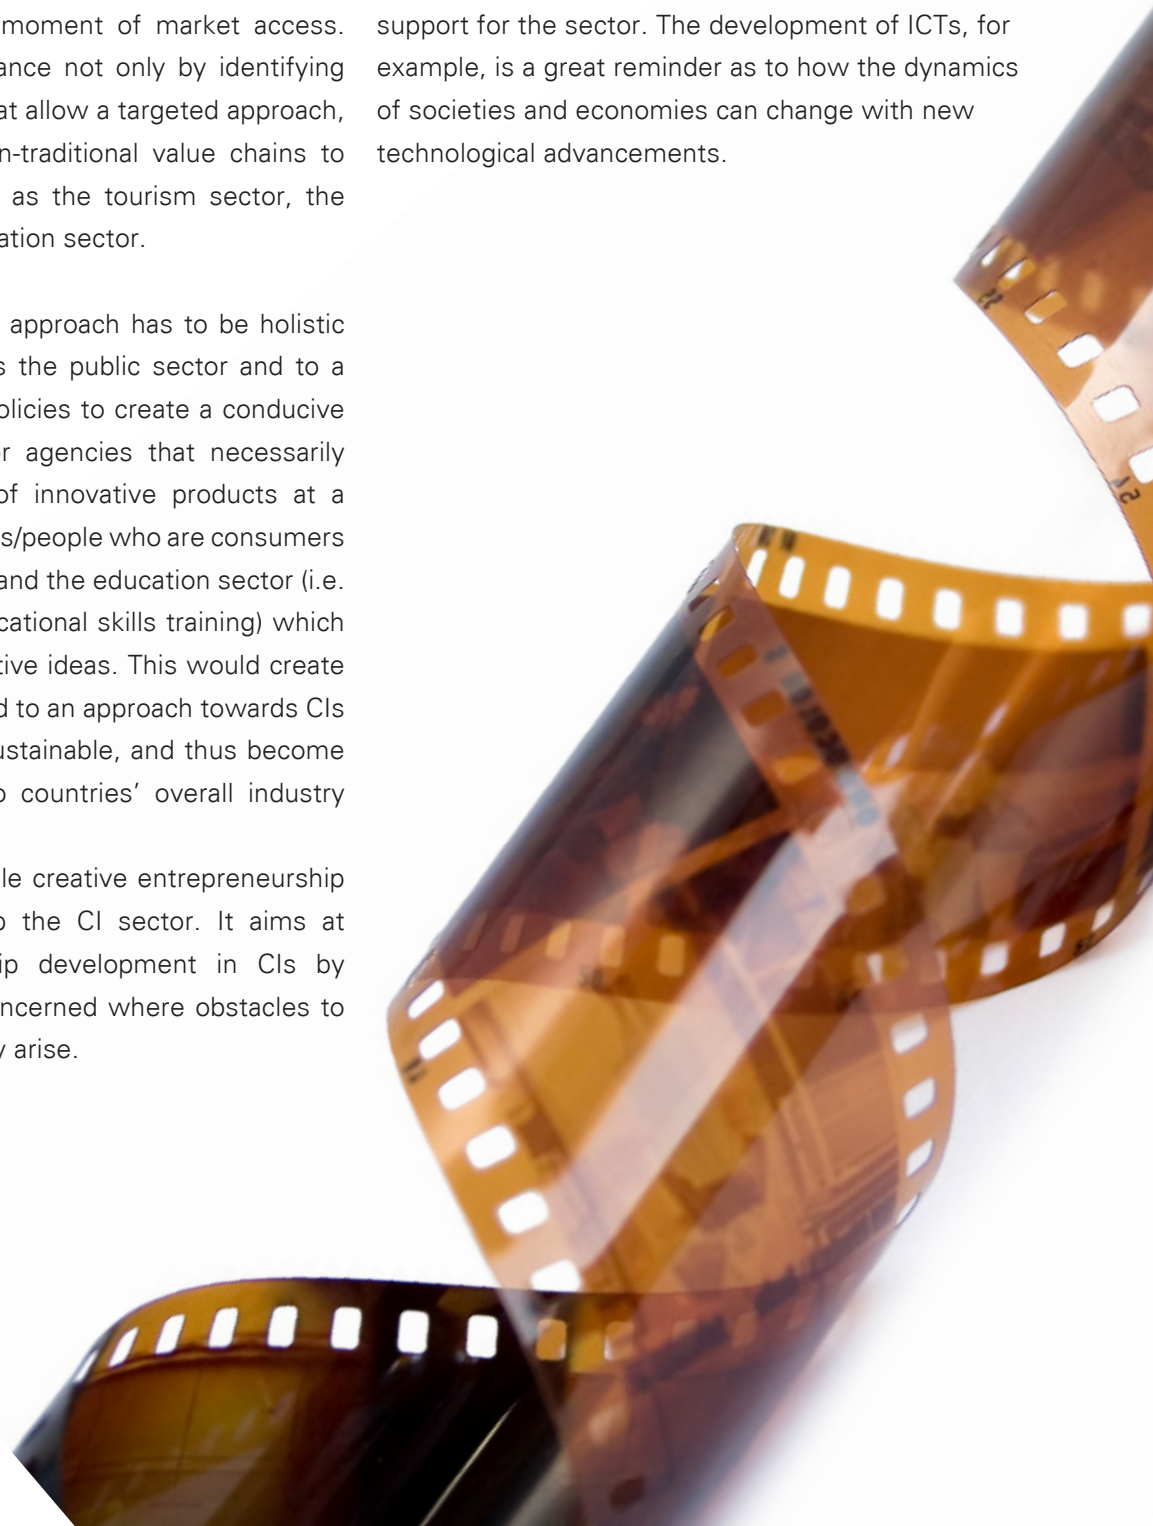 moment of market access.
ance not only by identifying
at allow a targeted approach,
n-traditional value chains to
as the tourism sector, the
ation sector.
approach has to be holistic
s the public sector and to a
olicies to create a conducive
or agencies that necessarily
of innovative products at a
s/people who are consumers
and the education sector (i.e.
cational skills training) which
tive ideas. This would create
d to an approach towards CIs
ustainable, and thus become
o countries’ overall industry
le creative entrepreneurship
o the CI sector. It aims at
ip development in CIs by
ncerned where obstacles to
y arise.
support for the sector. The development of ICTs, for
example, is a great reminder as to how the dynamics
of societies and economies can change with new
technological advancements.